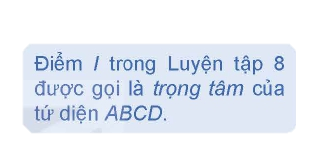 Điểm I trong Luyện tập 8
được gọi là trọng tâm của
tứ diện ABCD.